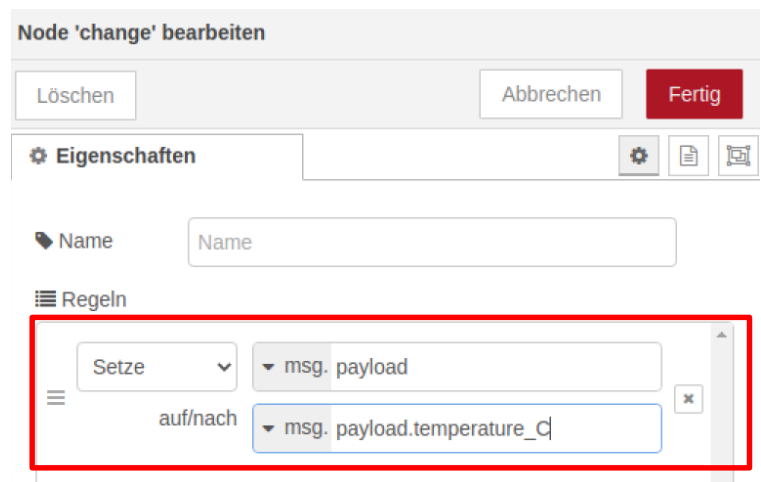 Node 'change' bearbeiten
Löschen Abbrechen Fertig
Eigenschaften
Name Name
Regeln
Setze msg. payload
auf/nach msg. payload.temperature_C